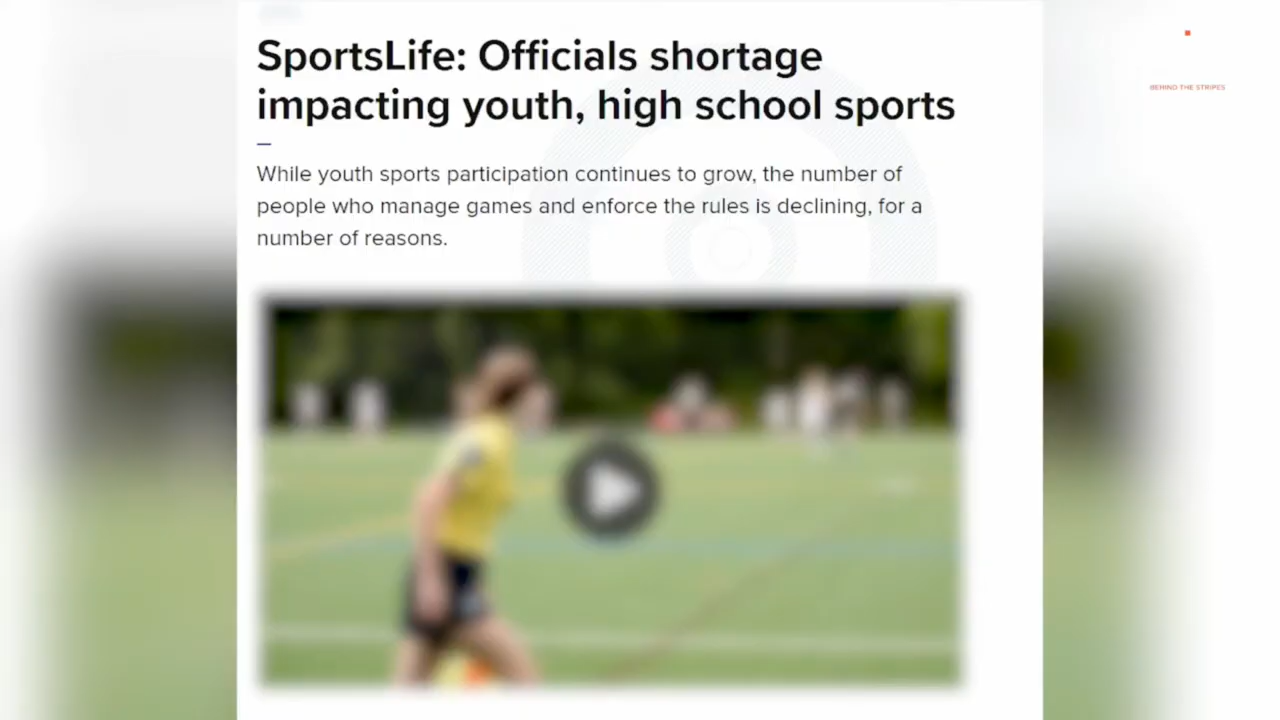 SportsLife: Officials shortage
impacting youth, high school sports
While youth sports participation continues to grow, the number of
people who manage games and enforce the rules is declining, for a
number of reasons.
BEHIND THE STRIPES